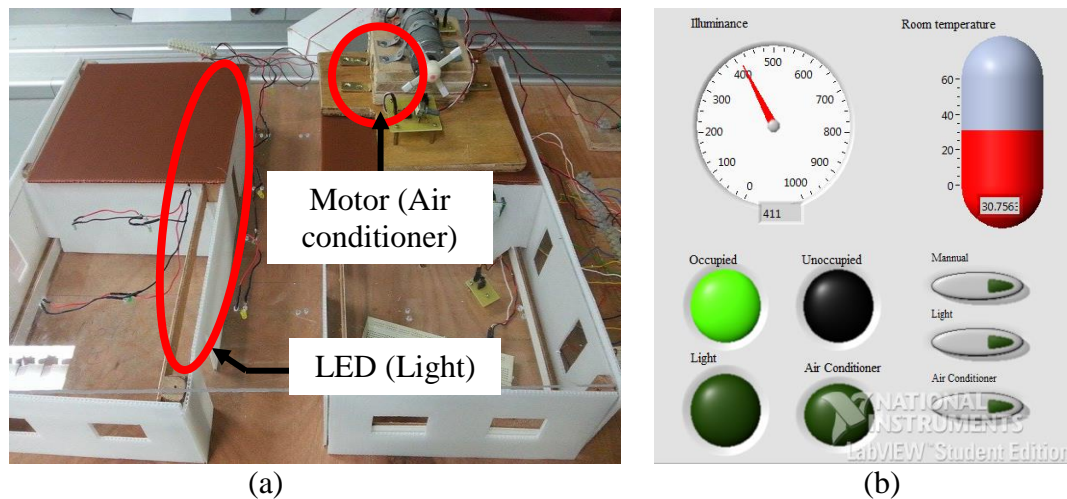 Motor (Air
conditioner)
LED (Light)
(a)
Illuminance
0
100
200
300
400
500
600
700
800
900
1000
411
Room temperature
60
40
20
0
30.756
Occupied
Unoccupied
Mannual
Light
Light
Air Conditioner
Air Conditioner
NATIONAL
INSTRUMENTS
LabVIEW™ Student Edition
(b)